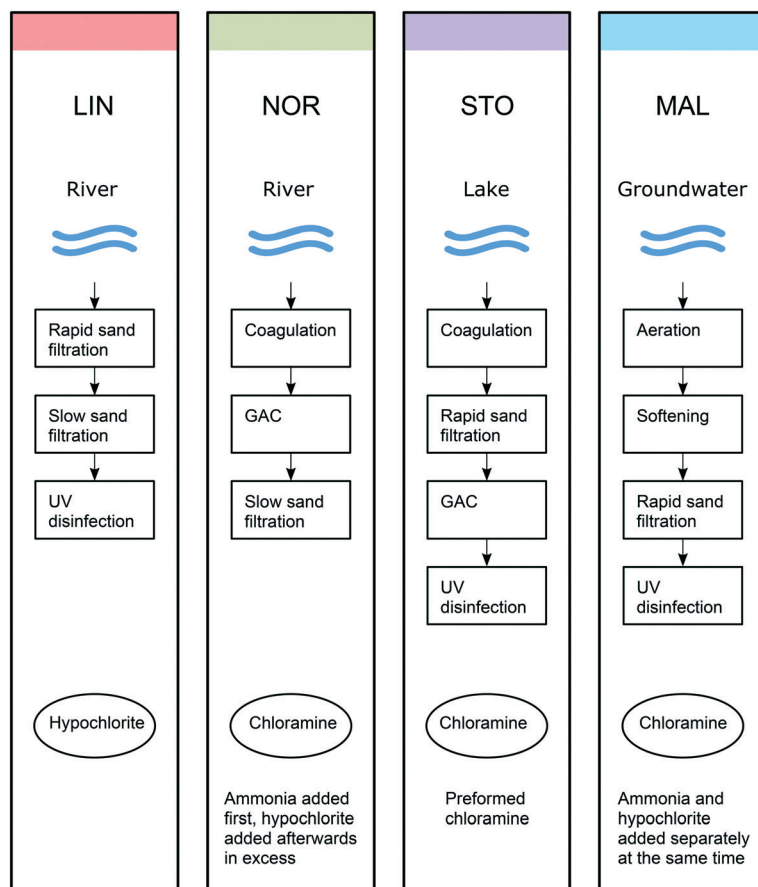 LIN
River
Rapid sand
filtration
Slow sand
filtration
UV
disinfection
Hypochlorite
NOR
River
Coagulation
GAC
Slow sand
filtration
Chloramine
Ammonia added
first, hypochlorite
added afterwards
in excess
STO
Lake
Coagulation
Rapid sand
filtration
GAC
UV
disinfection
Chloramine
Preformed
chloramine
MAL
Groundwater
Aeration
Softening
Rapid sand
filtration
UV
disinfection
Chloramine
Ammonia and
hypochlorite
added separately
at the same time